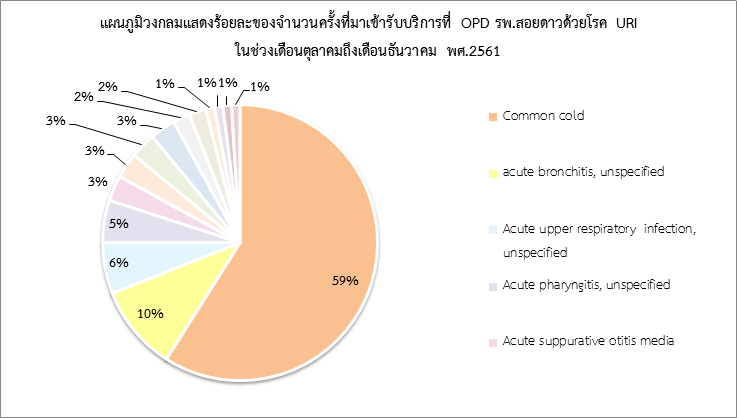 แผนภูมิวงกลมแสดงร้อยละของจำนวนครั้งที่มาเข้ารับบริการที่ OPD รพ.สอยดาวด้วยโรค URI
ในช่วงเดือนตุลาคมถึงเดือนธันวาคม พศ.2561
1%
1%
1%
1%
2%
2%
3%
3%
3%
3%
5%
6%
10%
59%
Common cold
acute bronchitis, unspecified
Acute upper respiratory infection,
unspecified
Acute pharyngitis, unspecified
Acute suppurative otitis media